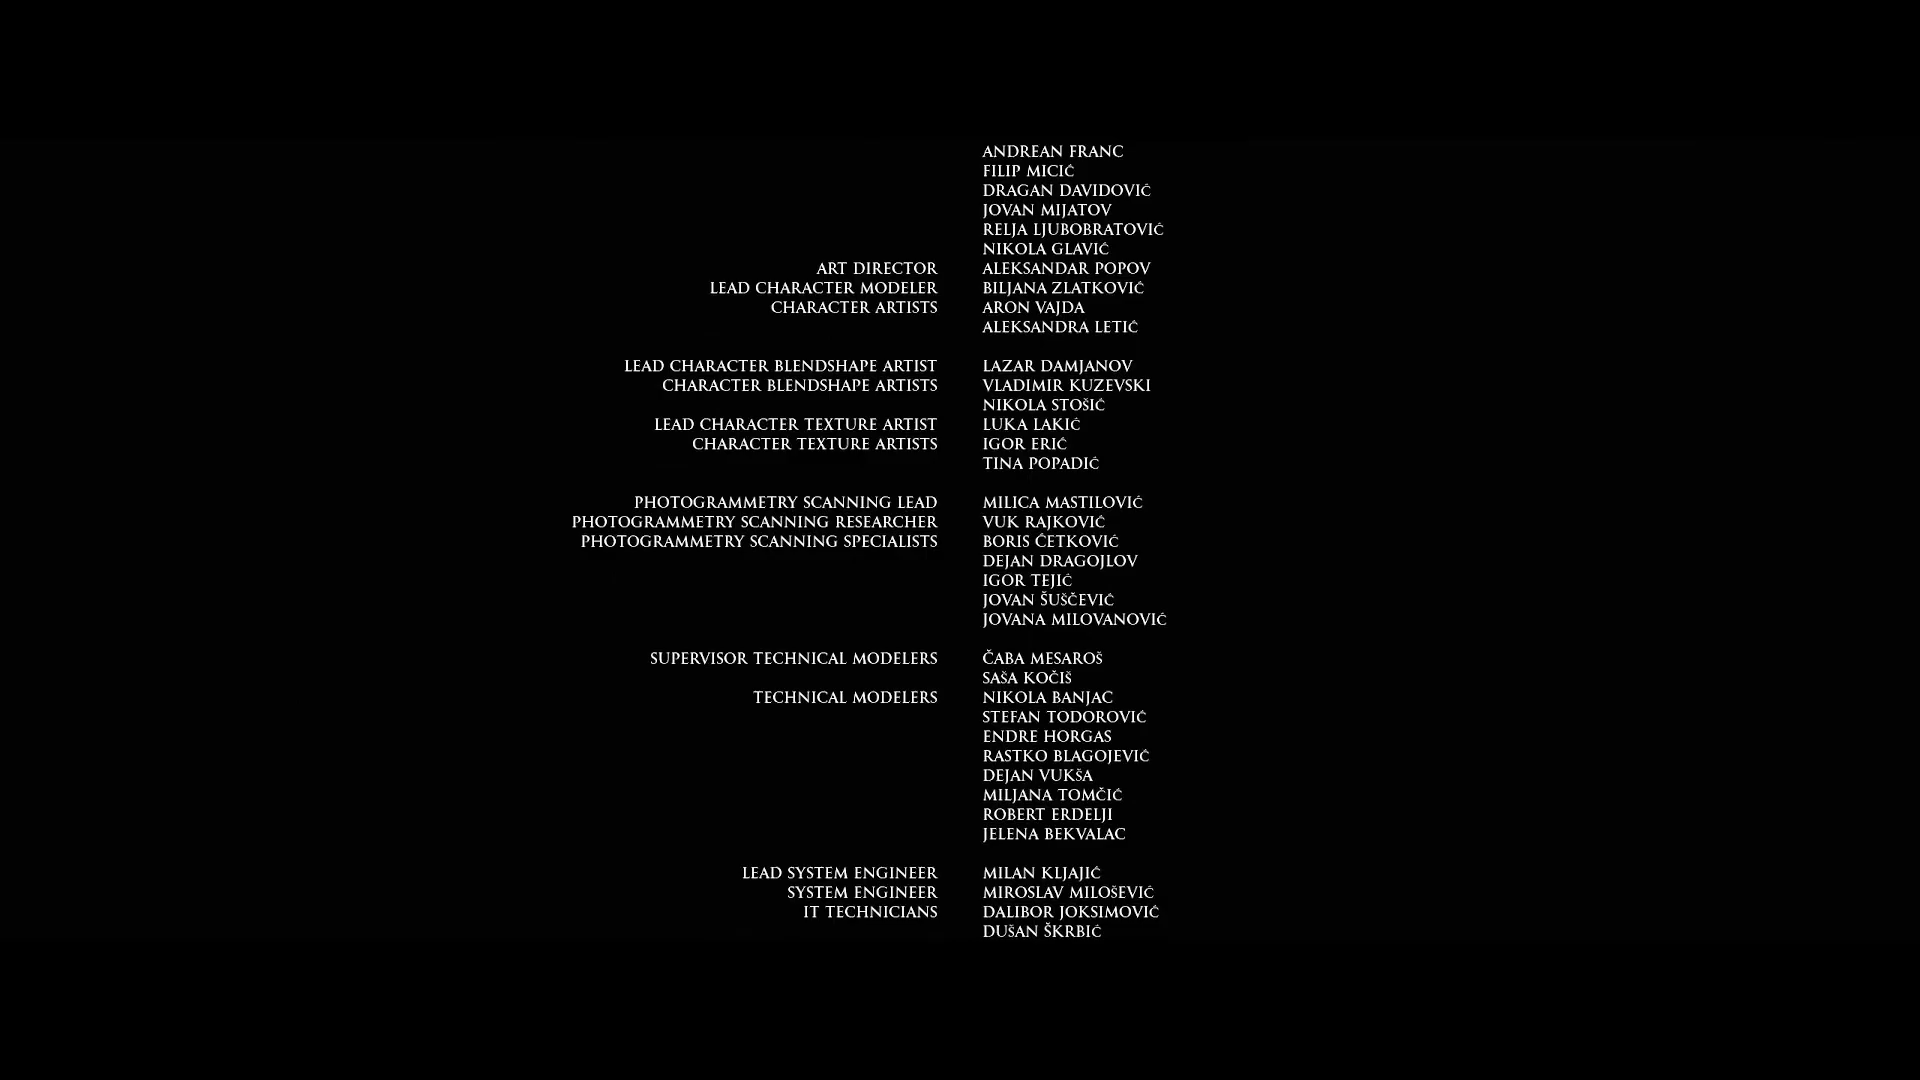 ANDREAN FRANC
FILIP MICIĆ
DRAGAN DAVIDOVIĆ
JOVAN MIJATOV
RELJA LJUBOBRATOVIĆ
NIKOLA GLAVIĆ
ART DIRECTOR ALEKSANDAR POPOV
LEAD CHARACTER MODELER BILJANA ZLATKOVIĆ
CHARACTER ARTISTS ARON VAJDA
ALEKSANDRA LETIĆ
LEAD CHARACTER BLENDSHAPE ARTIST LAZAR DAMJANOV
CHARACTER BLENDSHAPE ARTISTS VLADIMIR KUZEVSKI
NIKOLA STOŠIĆ
LEAD CHARACTER TEXTURE ARTIST LUKA LAKIĆ
CHARACTER TEXTURE ARTISTS IGOR ERIĆ
TINA POPADIĆ
PHOTOGRAMMETRY SCANNING LEAD MILICA MASTILOVIĆ
PHOTOGRAMMETRY SCANNING RESEARCHER VUK RAJKOVIĆ
PHOTOGRAMMETRY SCANNING SPECIALISTS BORIS ĆETKOVIĆ
DEJAN DRAGOJLOV
IGOR TEJIĆ
JOVAN ŠUŠČEVIĆ
JOVANA MILOVANOVIĆ
SUPERVISOR TECHNICAL MODELERS ČABA MESAROŠ
SAŠA KOČIŠ
TECHNICAL MODELERS NIKOLA BANJAC
STEFAN TODOROVIĆ
ENDRE HORGAS
RASTKO BLAGOJEVIĆ
DEJAN VUKŠA
MILJANA TOMČIĆ
ROBERT ERDELJI
JELENA BEKVALAC
LEAD SYSTEM ENGINEER MILAN KLJAJIĆ
SYSTEM ENGINEER MIROSLAV MILOŠEVIĆ
IT TECHNICIANS DALIBOR JOKSIMOVIĆ
DUŠAN ŠKRBIĆ